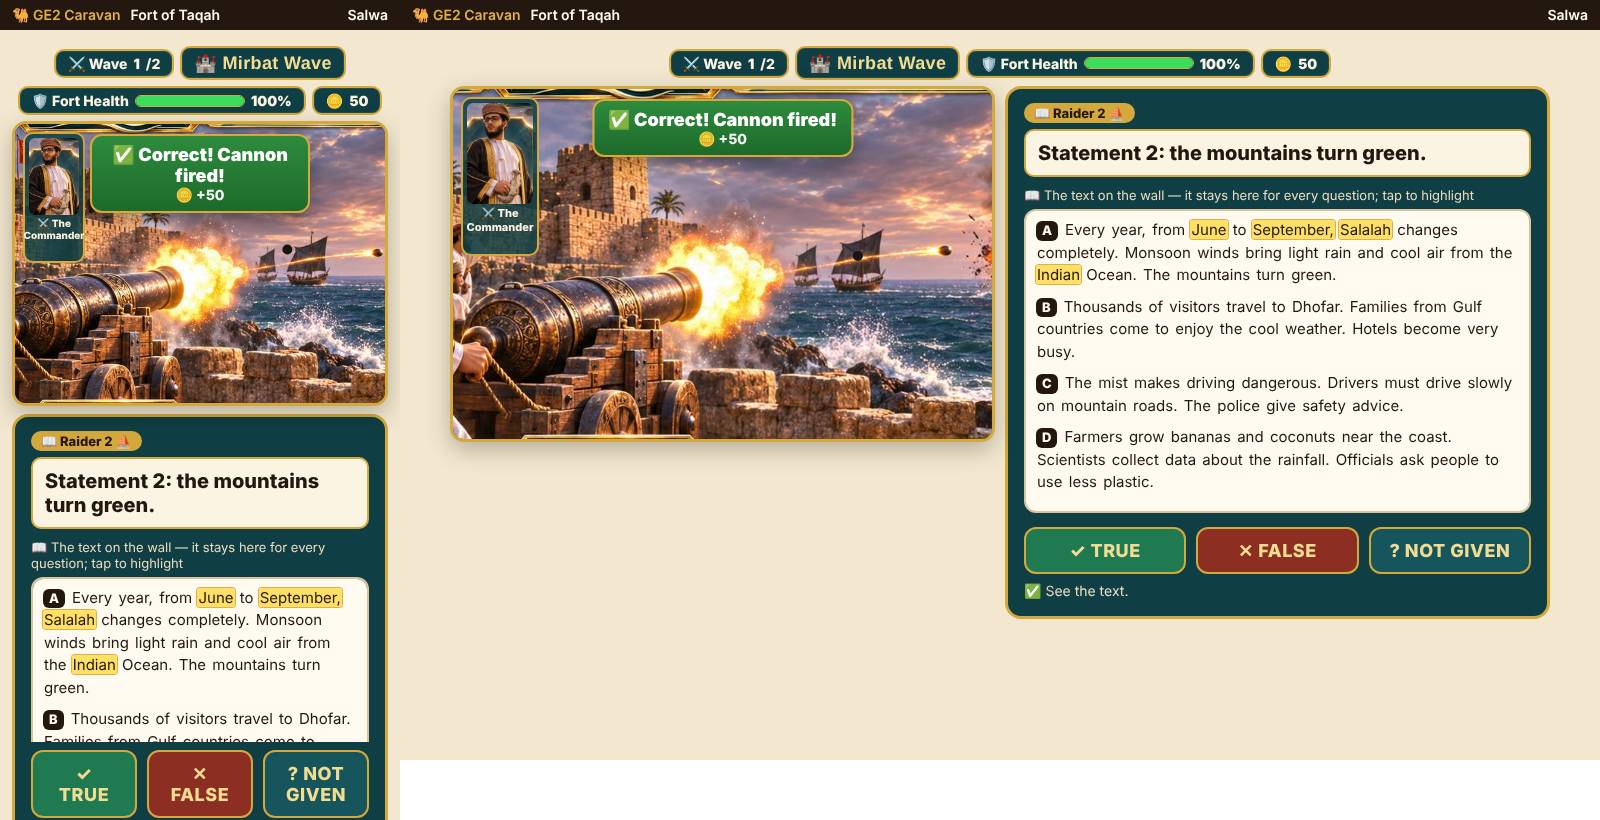 🐫 GE2 Caravan Fort of Taqah Salwa
⚔️ Wave 1 /2
🏰 Mirbat Wave
🛡️ Fort Health 100%
🪙 50
⚔️ The
Commander
✅ Correct! Cannon
fired!
🪙 +50
📖 Raider 2 ⛵
Statement 2: the mountains
turn green.
📖 The text on the wall — it stays here for every
question; tap to highlight
A Every year, from June to September,
Salalah changes completely. Monsoon
winds bring light rain and cool air from
the Indian Ocean. The mountains turn
green.
B Thousands of visitors travel to Dhofar.
Families from Gulf countries come to
✓
TRUE
✕
FALSE
? NOT
GIVEN
🐫 GE2 Caravan Fort of Taqah Salwa
⚔️ Wave 1 /2
🏰 Mirbat Wave
🛡️ Fort Health 100%
🪙 50
⚔️ The
Commander
✅ Correct! Cannon fired!
🪙 +50
📖 Raider 2 ⛵
Statement 2: the mountains turn green.
📖 The text on the wall — it stays here for every question; tap to highlight
A Every year, from June to September, Salalah changes
completely. Monsoon winds bring light rain and cool air from the
Indian Ocean. The mountains turn green.
B Thousands of visitors travel to Dhofar. Families from Gulf
countries come to enjoy the cool weather. Hotels become very
busy.
C The mist makes driving dangerous. Drivers must drive slowly
on mountain roads. The police give safety advice.
D Farmers grow bananas and coconuts near the coast.
Scientists collect data about the rainfall. Officials ask people to
use less plastic.
✓ TRUE
✕ FALSE
? NOT GIVEN
✅ See the text.